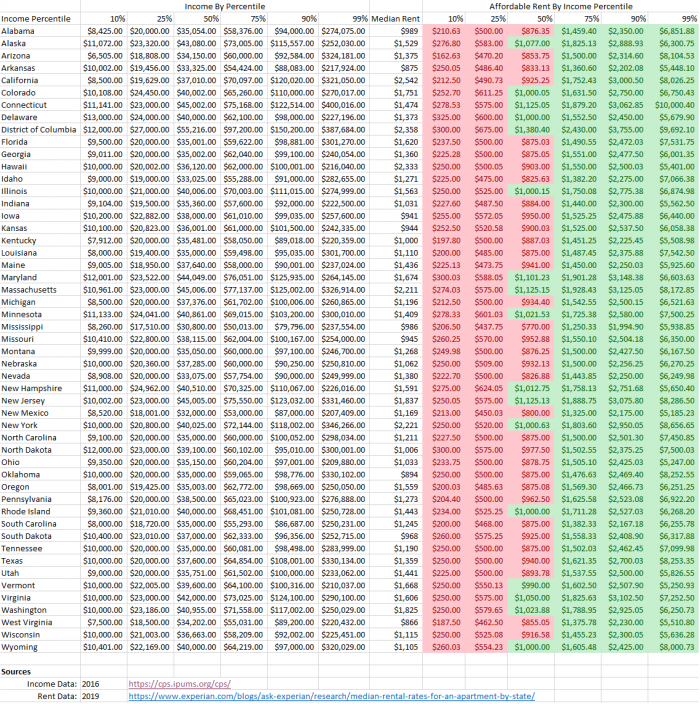 Income By Percentile Affordable Rent By Income Percentile
Income Percentile 10% 25% 50% 75% 90% 99% Median Rent 10% 25% 50% 75% 90% 99%
Alabama $8,425.00 $20,000.00 $35,054.00 $58,376.00 $94,000.00 $274,075.00 $989 $210.63 $500.00 $876.35 $1,459.40 $2,350.00 $6,851.88
Alaska $11,072.00 $23,320.00 $43,080.00 $73,005.00 $115,557.00 $252,030.00 $1,529 $276.80 $583.00 $1,077.00 $1,825.13 $2,888.93 $6,300.75
Arizona $6,505.00 $18,808.00 $34,150.00 $60,000.00 $92,584.00 $324,181.00 $1,375 $162.63 $470.20 $853.75 $1,500.00 $2,314.60 $8,104.53
Arkansas $10,002.00 $19,456.00 $33,325.00 $54,424.00 $88,083.00 $217,924.00 $875 $250.05 $486.40 $833.13 $1,360.60 $2,202.08 $5,448.10
California $8,500.00 $19,629.00 $37,010.00 $70,097.00 $120,020.00 $321,050.00 $2,542 $212.50 $490.73 $925.25 $1,752.43 $3,000.50 $8,026.25
Colorado $10,108.00 $24,450.00 $40,002.00 $65,260.00 $110,000.00 $270,017.00 $1,751 $252.70 $611.25 $1,000.05 $1,631.50 $2,750.00 $6,750.43
Connecticut $11,141.00 $23,000.00 $45,002.00 $75,168.00 $122,514.00 $400,016.00 $1,474 $278.53 $575.00 $1,125.05 $1,879.20 $3,062.85 $10,000.40
Delaware $13,000.00 $24,000.00 $40,000.00 $62,100.00 $98,000.00 $227,196.00 $1,373 $325.00 $600.00 $1,000.00 $1,552.50 $2,450.00 $5,679.90
District of Columbia $12,000.00 $27,000.00 $55,216.00 $97,200.00 $150,200.00 $387,684.00 $2,358 $300.00 $675.00 $1,380.40 $2,430.00 $3,755.00 $9,692.10
Florida $9,500.00 $20,000.00 $35,001.00 $59,622.00 $98,881.00 $301,270.00 $1,620 $237.50 $500.00 $875.03 $1,490.55 $2,472.03 $7,531.75
Georgia $9,011.00 $20,000.00 $35,002.00 $62,040.00 $99,100.00 $240,054.00 $1,360 $225.28 $500.00 $875.05 $1,551.00 $2,477.50 $6,001.35
Hawaii $10,000.00 $20,002.00 $36,120.00 $62,000.00 $100,001.00 $216,040.00 $2,333 $250.00 $500.05 $903.00 $1,550.00 $2,500.03 $5,401.00
Idaho $9,000.00 $19,000.00 $33,025.00 $55,288.00 $91,000.00 $282,655.00 $1,271 $225.00 $475.00 $825.63 $1,382.20 $2,275.00 $7,066.38
Illinois $10,000.00 $21,000.00 $40,006.00 $70,003.00 $111,015.00 $274,999.00 $1,563 $250.00 $525.00 $1,000.15 $1,750.08 $2,775.38 $6,874.98
Indiana $9,104.00 $19,500.00 $35,360.00 $57,600.00 $92,000.00 $222,500.00 $1,031 $227.60 $487.50 $884.00 $1,440.00 $2,300.00 $5,562.50
Iowa $10,200.00 $22,882.00 $38,000.00 $61,010.00 $99,035.00 $257,600.00 $941 $255.00 $572.05 $950.00 $1,525.25 $2,475.88 $6,440.00
Kansas $10,100.00 $20,823.00 $36,001.00 $61,000.00 $101,500.00 $242,335.00 $944 $252.50 $520.58 $900.03 $1,525.00 $2,537.50 $6,058.38
Kentucky $7,912.00 $20,000.00 $35,481.00 $58,050.00 $89,018.00 $220,359.00 $1,000 $197.80 $500.00 $887.03 $1,451.25 $2,225.45 $5,508.98
Louisiana $8,000.00 $19,400.00 $35,000.00 $59,498.00 $95,035.00 $301,700.00 $1,110 $200.00 $485.00 $875.00 $1,487.45 $2,375.88 $7,542.50
Maine $9,005.00 $18,950.00 $37,640.00 $58,000.00 $90,001.00 $237,024.00 $1,436 $225.13 $473.75 $941.00 $1,450.00 $2,250.03 $5,925.60
Maryland $12,001.00 $23,522.00 $44,049.00 $76,051.00 $125,935.00 $264,145.00 $1,674 $300.03 $588.05 $1,101.23 $1,901.28 $3,148.38 $6,603.63
Massachusetts $10,961.00 $23,000.00 $45,006.00 $77,137.00 $125,002.00 $326,914.00 $2,211 $274.03 $575.00 $1,125.15 $1,928.43 $3,125.05 $8,172.85
Michigan $8,500.00 $20,000.00 $37,376.00 $61,702.00 $100,006.00 $260,865.00 $1,196 $212.50 $500.00 $934.40 $1,542.55 $2,500.15 $6,521.63
Minnesota $11,133.00 $24,041.00 $40,861.00 $69,015.00 $103,200.00 $300,010.00 $1,409 $278.33 $601.03 $1,021.53 $1,725.38 $2,580.00 $7,500.25
Mississippi $8,260.00 $17,510.00 $30,800.00 $50,013.00 $79,796.00 $237,554.00 $986 $206.50 $437.75 $770.00 $1,250.33 $1,994.90 $5,938.85
Missouri $10,410.00 $22,800.00 $38,115.00 $62,004.00 $100,167.00 $254,000.00 $945 $260.25 $570.00 $952.88 $1,550.10 $2,504.18 $6,350.00
Montana $9,999.00 $20,000.00 $35,050.00 $60,000.00 $97,100.00 $246,700.00 $1,268 $249.98 $500.00 $876.25 $1,500.00 $2,427.50 $6,167.50
Nebraska $10,000.00 $20,360.00 $37,285.00 $60,000.00 $90,250.00 $250,810.00 $1,062 $250.00 $509.00 $932.13 $1,500.00 $2,256.25 $6,270.25
Nevada $8,908.00 $20,000.00 $33,075.00 $57,754.00 $90,000.00 $249,999.00 $1,380 $222.70 $500.00 $826.88 $1,443.85 $2,250.00 $6,249.98
New Hampshire $11,000.00 $24,962.00 $40,510.00 $70,325.00 $110,067.00 $226,016.00 $1,591 $275.00 $624.05 $1,012.75 $1,758.13 $2,751.68 $5,650.40
New Jersey $10,002.00 $23,000.00 $45,005.00 $75,550.00 $123,032.00 $331,460.00 $1,837 $250.05 $575.00 $1,125.13 $1,888.75 $3,075.80 $8,286.50
New Mexico $8,520.00 $18,001.00 $32,000.00 $53,000.00 $87,000.00 $207,409.00 $1,169 $213.00 $450.03 $800.00 $1,325.00 $2,175.00 $5,185.23
New York $10,000.00 $20,800.00 $40,025.00 $72,144.00 $118,002.00 $346,266.00 $2,221 $250.00 $520.00 $1,000.63 $1,803.60 $2,950.05 $8,656.65
North Carolina $9,100.00 $20,000.00 $35,000.00 $60,000.00 $100,052.00 $298,034.00 $1,211 $227.50 $500.00 $875.00 $1,500.00 $2,501.30 $7,450.85
North Dakota $12,000.00 $23,000.00 $39,100.00 $60,102.00 $95,010.00 $300,001.00 $1,006 $300.00 $575.00 $977.50 $1,502.55 $2,375.25 $7,500.03
Ohio $9,350.00 $20,000.00 $35,150.00 $60,204.00 $97,001.00 $209,880.00 $1,033 $233.75 $500.00 $878.75 $1,505.10 $2,425.03 $5,247.00
Oklahoma $10,000.00 $20,000.00 $35,000.00 $59,065.00 $98,776.00 $330,102.00 $894 $250.00 $500.00 $875.00 $1,476.63 $2,469.40 $8,252.55
Oregon $8,001.00 $19,425.00 $35,003.00 $62,772.00 $98,669.00 $250,050.00 $1,559 $200.03 $485.63 $875.08 $1,569.30 $2,466.73 $6,251.25
Pennsylvania $8,176.00 $20,000.00 $38,500.00 $65,023.00 $100,923.00 $276,888.00 $1,273 $204.40 $500.00 $962.50 $1,625.58 $2,523.08 $6,922.20
Rhode Island $9,360.00 $21,010.00 $40,000.00 $68,451.00 $101,081.00 $250,728.00 $1,443 $234.00 $525.25 $1,000.00 $1,711.28 $2,527.03 $6,268.20
South Carolina $8,000.00 $18,720.00 $35,000.00 $55,293.00 $86,687.00 $250,231.00 $1,245 $200.00 $468.00 $875.00 $1,382.33 $2,167.18 $6,255.78
South Dakota $10,400.00 $23,010.00 $37,000.00 $62,333.00 $96,356.00 $252,715.00 $968 $260.00 $575.25 $925.00 $1,558.33 $2,408.90 $6,317.88
Tennessee $10,000.00 $20,000.00 $35,000.00 $60,081.00 $98,498.00 $283,999.00 $1,190 $250.00 $500.00 $875.00 $1,502.03 $2,462.45 $7,099.98
Texas $10,000.00 $20,000.00 $37,600.00 $64,854.00 $108,001.00 $330,134.00 $1,359 $250.00 $500.00 $940.00 $1,621.35 $2,700.03 $8,253.35
Utah $9,000.00 $20,000.00 $35,751.00 $61,502.00 $100,000.00 $233,062.00 $1,441 $225.00 $500.00 $893.78 $1,537.55 $2,500.00 $5,826.55
Vermont $10,000.00 $22,005.00 $39,600.00 $64,100.00 $100,316.00 $210,037.00 $1,668 $250.00 $550.13 $990.00 $1,602.50 $2,507.90 $5,250.93
Virginia $10,000.00 $23,000.00 $42,000.00 $73,025.00 $124,100.00 $290,100.00 $1,606 $250.00 $575.00 $1,050.00 $1,825.63 $3,102.50 $7,252.50
Washington $10,000.00 $23,186.00 $40,955.00 $71,558.00 $117,002.00 $250,029.00 $1,825 $250.00 $579.65 $1,023.88 $1,788.95 $2,925.05 $6,250.73
West Virginia $7,500.00 $18,500.00 $34,202.00 $55,031.00 $89,200.00 $220,432.00 $866 $187.50 $462.50 $855.05 $1,375.78 $2,230.00 $5,510.80
Wisconsin $10,000.00 $21,003.00 $36,663.00 $58,209.00 $92,002.00 $225,451.00 $1,115 $250.00 $525.08 $916.58 $1,455.23 $2,300.05 $5,636.28
Wyoming $10,401.00 $22,169.00 $40,000.00 $64,219.00 $97,000.00 $320,029.00 $1,105 $260.03 $554.23 $1,000.00 $1,605.48 $2,425.00 $8,000.73
Sources
Income Data: 2016 https://cps.ipums.org/cps/
Rent Data: 2019 https://www.experian.com/blogs/ask-experian/research/median-rental-rates-for-an-apartment-by-state/